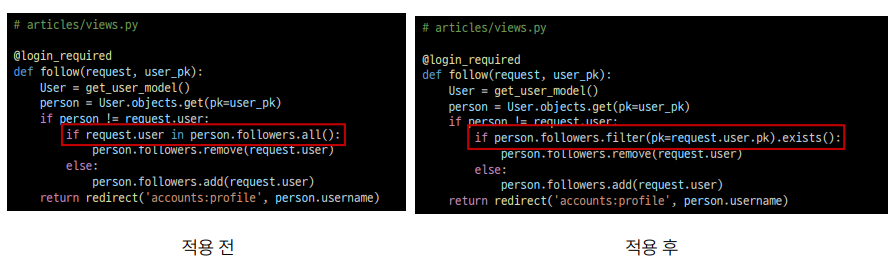 # articles/views.py
@login_required
def follow(request, user_pk):
    User = get_user_model()
    person = User.objects.get(pk=user_pk)
    if person != request.user:
        if request.user in person.followers.all():
            person.followers.remove(request.user)
        else:
            person.followers.add(request.user)
    return redirect('accounts:profile', person.username)
적용 전
# articles/views.py
@login_required
def follow(request, user_pk):
    User = get_user_model()
    person = User.objects.get(pk=user_pk)
    if person != request.user:
        if person.followers.filter(pk=request.user.pk).exists():
            person.followers.remove(request.user)
        else:
            person.followers.add(request.user)
    return redirect('accounts:profile', person.username)
적용 후